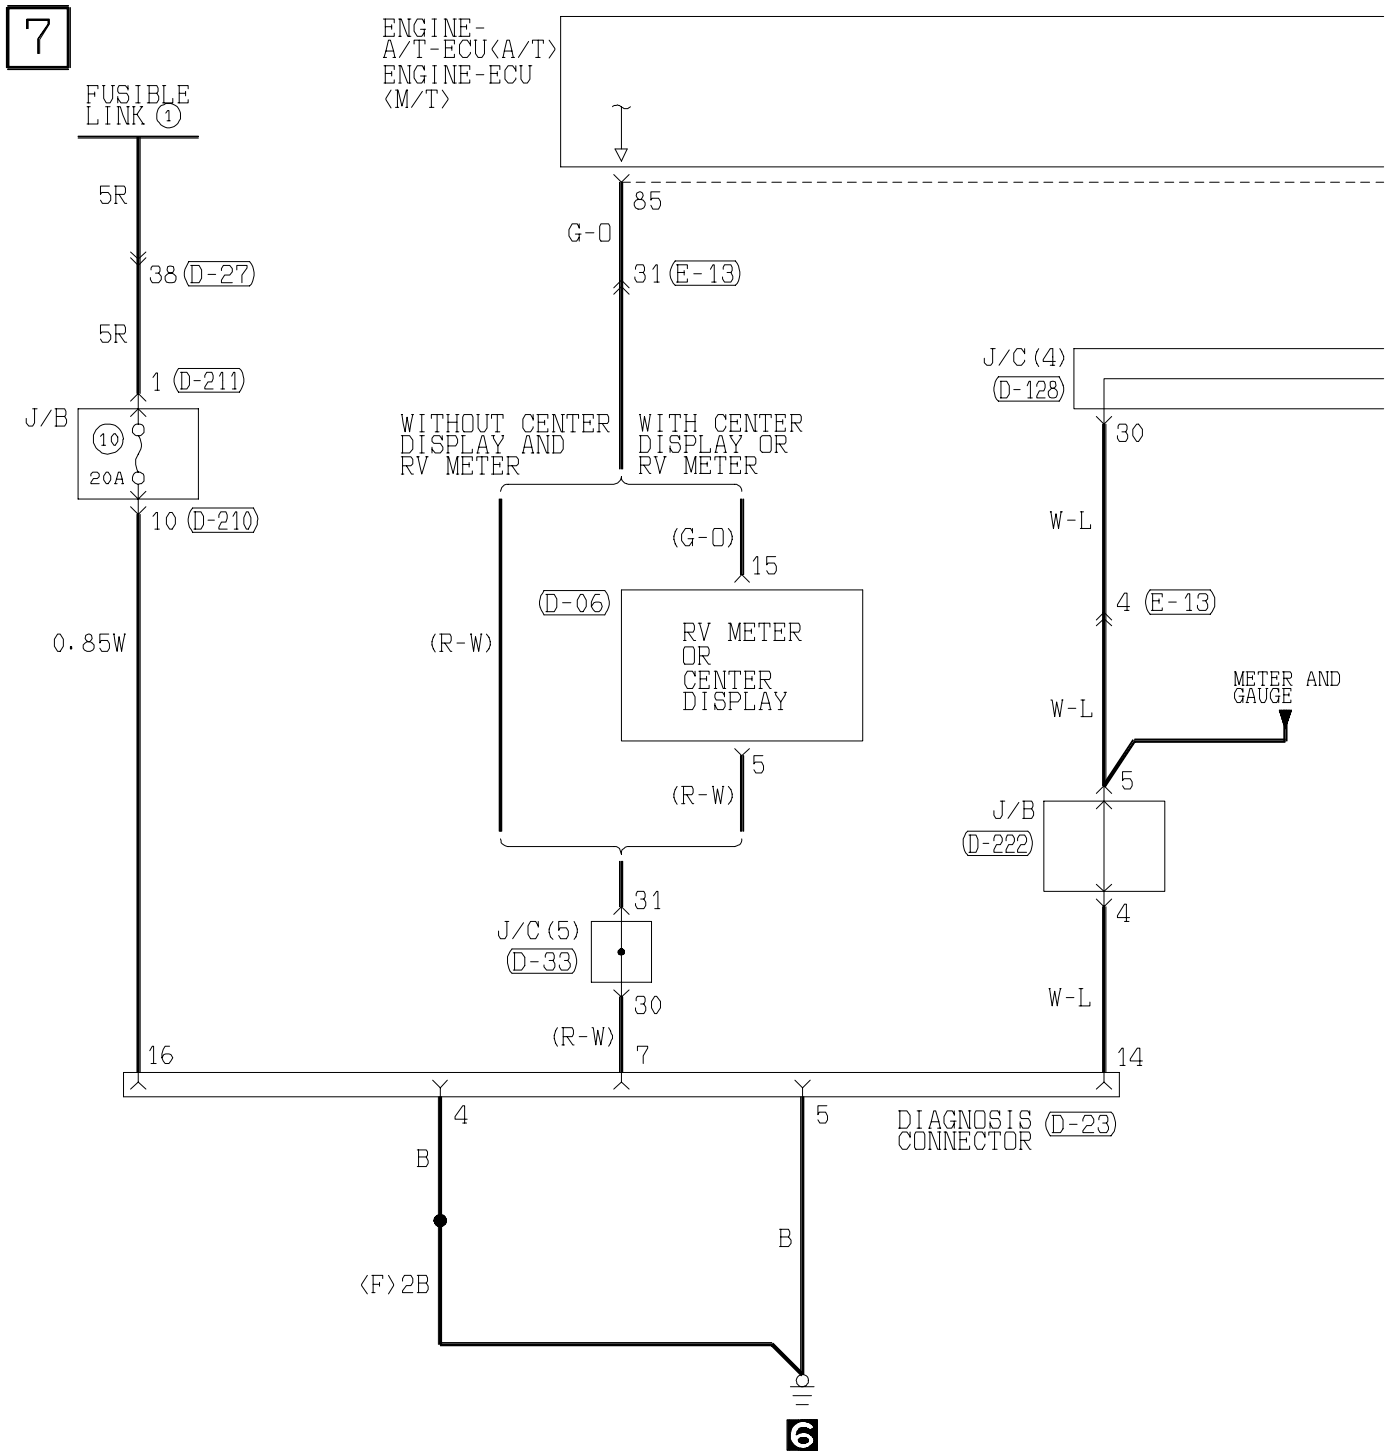 7
ENGINE-
A/T-ECU<A/T>
ENGINE-ECU
<M/T>
FUSIBLE
LINK 1
5R
38 D-27
5R
1 D-211
J/B
10
20A
10 D-210
0.85W
85
G-O
31 E-13
WITHOUT CENTER
DISPLAY AND
RV METER
WITH CENTER
DISPLAY OR
RV METER
(R-W)
(G-O)
15
D-06
RV METER
OR
CENTER
DISPLAY
5
(R-W)
31
J/C(5)
D-33
30
(R-W)
J/C(4)
D-128
30
W-L
4 E-13
W-L
METER AND
GAUGE
5
J/B
D-222
4
W-L
16
7
14
4
5
DIAGNOSIS
CONNECTOR
D-23
B
B
<F>2B
6